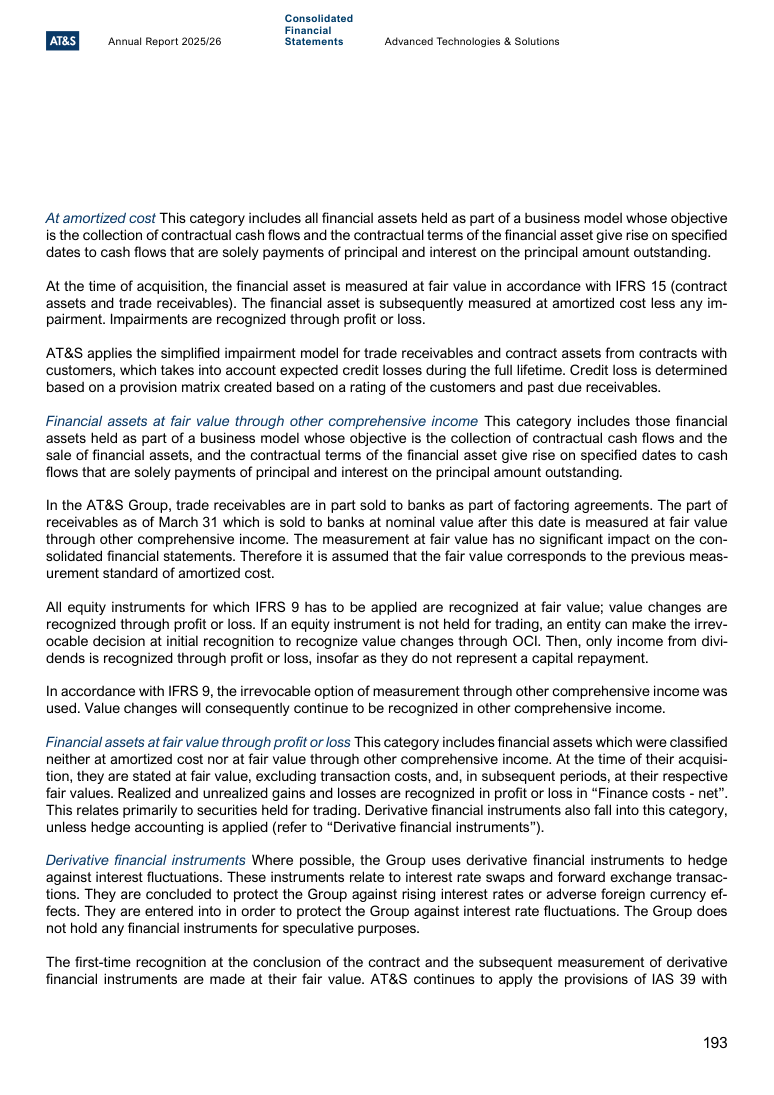 Consolidated
Financial
Statements
AT&S
Annual Report 2025/26
Advanced Technologies & Solutions
At amortized cost This category includes all financial assets held as part of a business model whose objective
is the collection of contractual cash flows and the contractual terms of the financial asset give rise on specified
dates to cash flows that are solely payments of principal and interest on the principal amount outstanding.
At the time of acquisition, the financial asset is measured at fair value in accordance with IFRS 15 (contract
assets and trade receivables). The financial asset is subsequently measured at amortized cost less any im-
pairment. Impairments are recognized through profit or loss.
AT&S applies the simplified impairment model for trade receivables and contract assets from contracts with
customers, which takes into account expected credit losses during the full lifetime. Credit loss is determined
based on a provision matrix created based on a rating of the customers and past due receivables.
Financial assets at fair value through other comprehensive income This category includes those financial
assets held as part of a business model whose objective is the collection of contractual cash flows and the
sale of financial assets, and the contractual terms of the financial asset give rise on specified dates to cash
flows that are solely payments of principal and interest on the principal amount outstanding.
In the AT&S Group, trade receivables are in part sold to banks as part of factoring agreements. The part of
receivables as of March 31 which is sold to banks at nominal value after this date is measured at fair value
through other comprehensive income. The measurement at fair value has no significant impact on the con-
solidated financial statements. Therefore it is assumed that the fair value corresponds to the previous meas-
urement standard of amortized cost.
All equity instruments for which IFRS 9 has to be applied are recognized at fair value; value changes are
recognized through profit or loss. If an equity instrument is not held for trading, an entity can make the irrev-
ocable decision at initial recognition to recognize value changes through OCI. Then, only income from divi-
dends is recognized through profit or loss, insofar as they do not represent a capital repayment.
In accordance with IFRS 9, the irrevocable option of measurement through other comprehensive income was
used. Value changes will consequently continue to be recognized in other comprehensive income.
Financial assets at fair value through profit or loss This category includes financial assets which were classified
neither at amortized cost nor at fair value through other comprehensive income. At the time of their acquisi-
tion, they are stated at fair value, excluding transaction costs, and, in subsequent periods, at their respective
fair values. Realized and unrealized gains and losses are recognized in profit or loss in “Finance costs - net”.
This relates primarily to securities held for trading. Derivative financial instruments also fall into this category,
unless hedge accounting is applied (refer to “Derivative financial instruments”).
Derivative financial instruments Where possible, the Group uses derivative financial instruments to hedge
against interest fluctuations. These instruments relate to interest rate swaps and forward exchange transac-
tions. They are concluded to protect the Group against rising interest rates or adverse foreign currency ef-
fects. They are entered into in order to protect the Group against interest rate fluctuations. The Group does
not hold any financial instruments for speculative purposes.
The first-time recognition at the conclusion of the contract and the subsequent measurement of derivative
financial instruments are made at their fair value. AT&S continues to apply the provisions of IAS 39 with
193